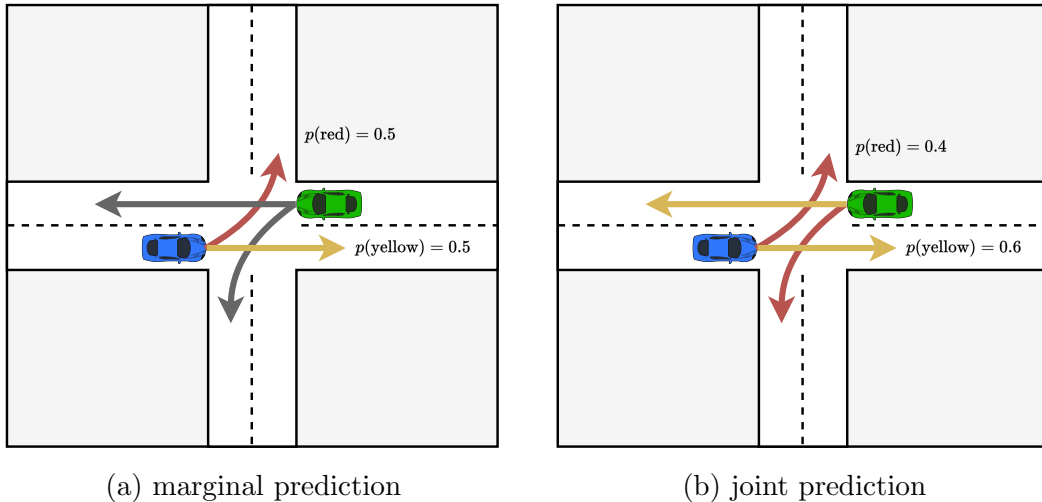 p(red) = 0.5
p(yellow) = 0.5
(a) marginal prediction
p(red) = 0.4
p(yellow) = 0.6
(b) joint prediction